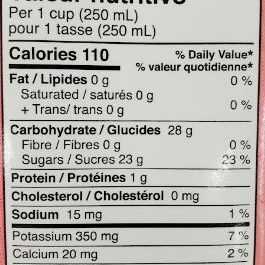 Per 1 cup (250 mL)
pour 1 tasse (250 mL)
Calories 110 % Daily Value*
% valeur quotidienne*
Fat / Lipides 0 g 0 %
Saturated / saturés 0 g
+ Trans/ trans 0 g 0 %
Carbohydrate / Glucides 28 g
Fibre / Fibres 0 g 0 %
Sugars / Sucres 23 g 23 %
Protein / Protéines 1 g
Cholesterol / Cholestérol 0 mg
Sodium 15 mg 1 %
Potassium 350 mg 7 %
Calcium 20 mg 2 %